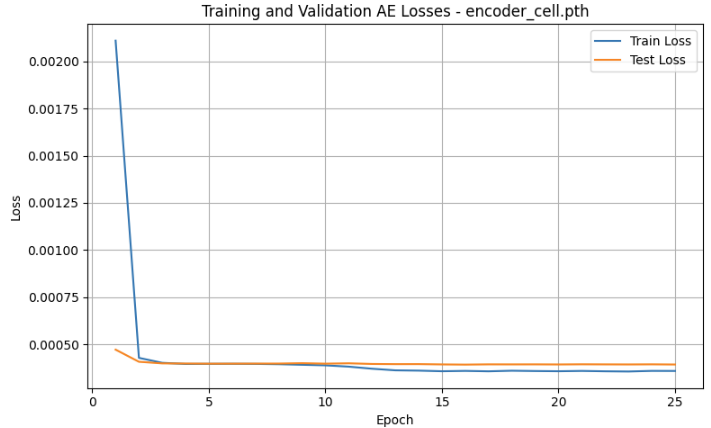 Training and Validation AE Losses - encoder_cell.pth
Train Loss
Test Loss
0.00200
0.00175
0.00150
0.00125
0.00100
0.00075
0.00050
Loss
0 5 10 15 20 25
Epoch